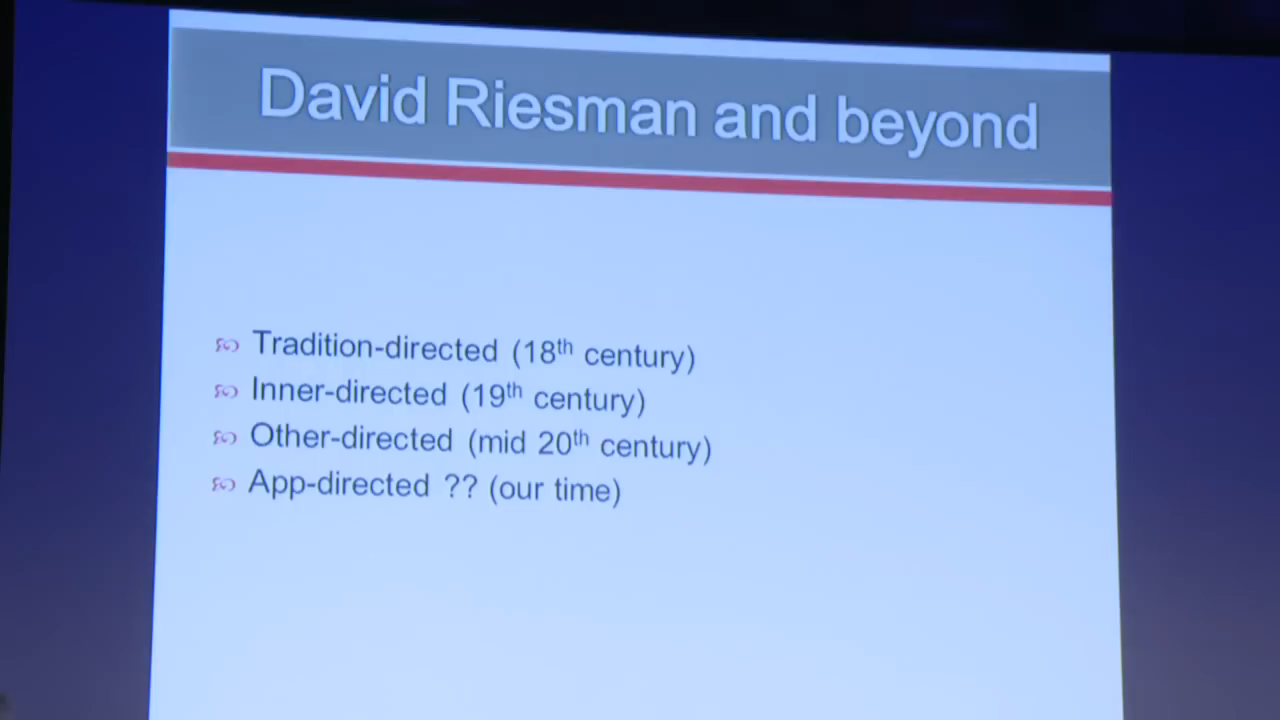 David Riesman and beyond
Tradition-directed (18th century)
Inner-directed (19th century)
Other-directed (mid 20th century)
App-directed ?? (our time)